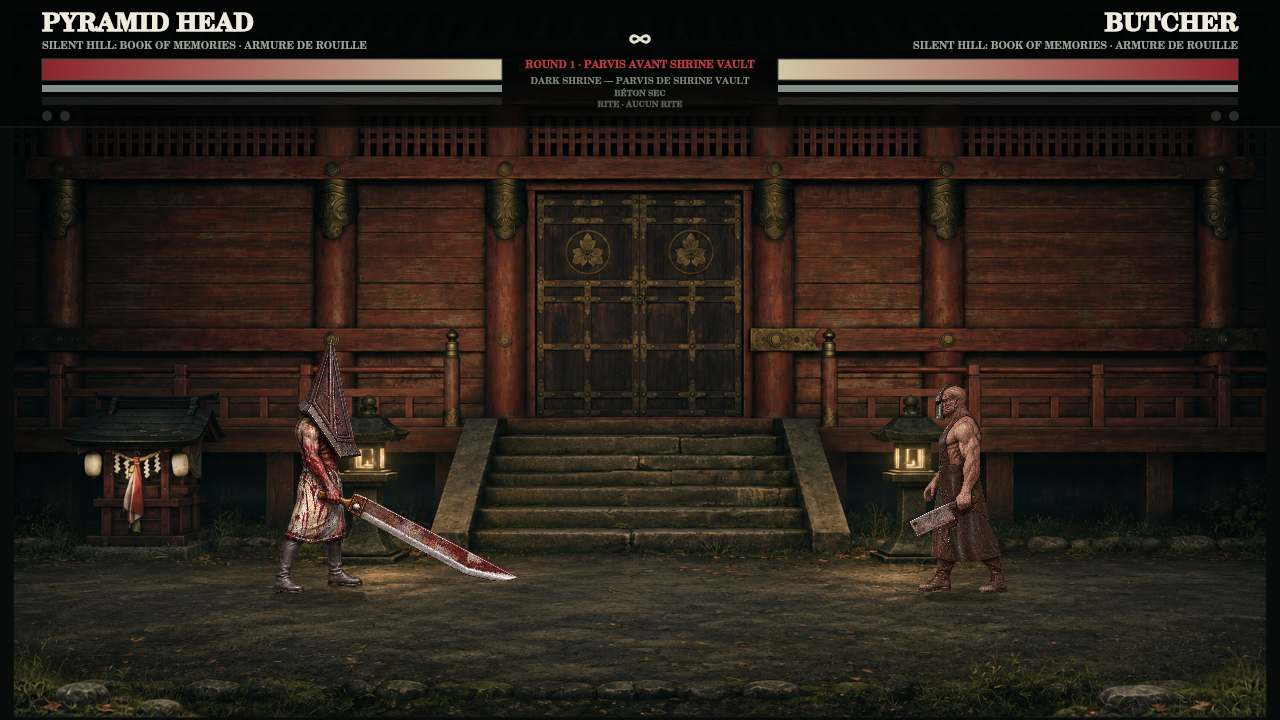 PYRAMID HEAD
SILENT HILL: BOOK OF MEMORIES · ARMURE DE ROUILLE
∞
ROUND 1 · PARVIS AVANT SHRINE VAULT
DARK SHRINE — PARVIS DE SHRINE VAULT
BÉTON SEC
RITE · AUCUN RITE
BUTCHER
SILENT HILL: BOOK OF MEMORIES · ARMURE DE ROUILLE